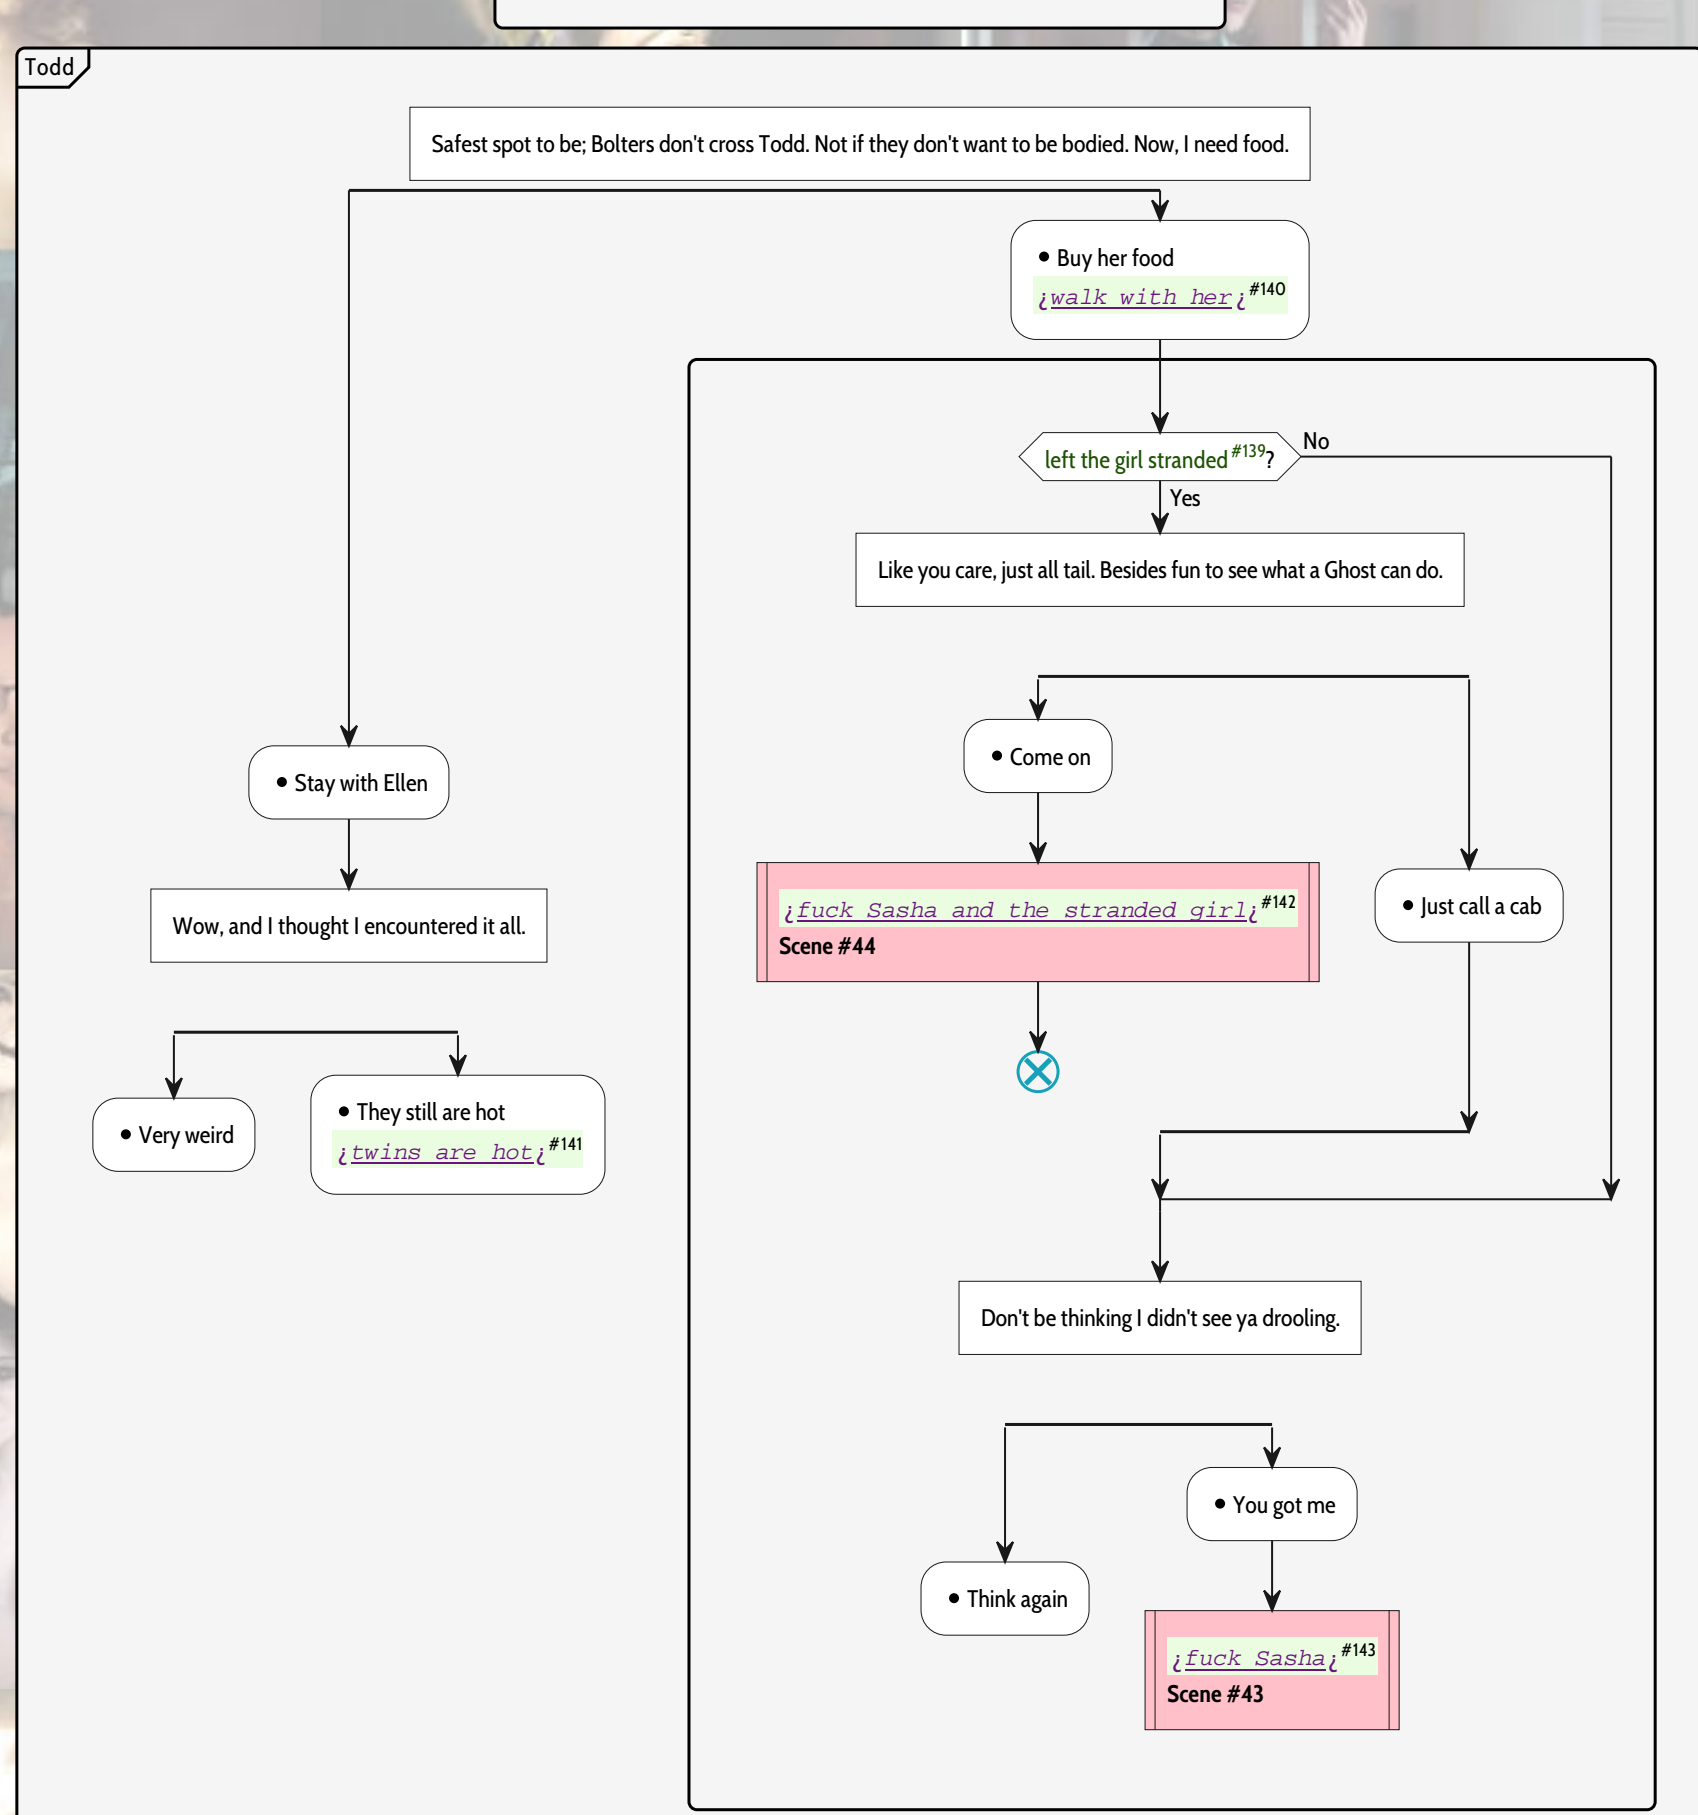 Todd
Safest spot to be; Bolters don't cross Todd. Not if they don't want to be bodied. Now, I need food.
• Buy her food
¿walk with her¿#140
left the girl stranded#139?
No
Yes
Like you care, just all tail. Besides fun to see what a Ghost can do.
• Come on
• Stay with Ellen
¿fuck Sasha and the stranded girl¿#142
Scene #44
• Just call a cab
Wow, and I thought I encountered it all.
• Very weird
• They still are hot
¿twins are hot¿#141
Don't be thinking I didn't see ya drooling.
• You got me
• Think again
¿fuck Sasha¿#143
Scene #43